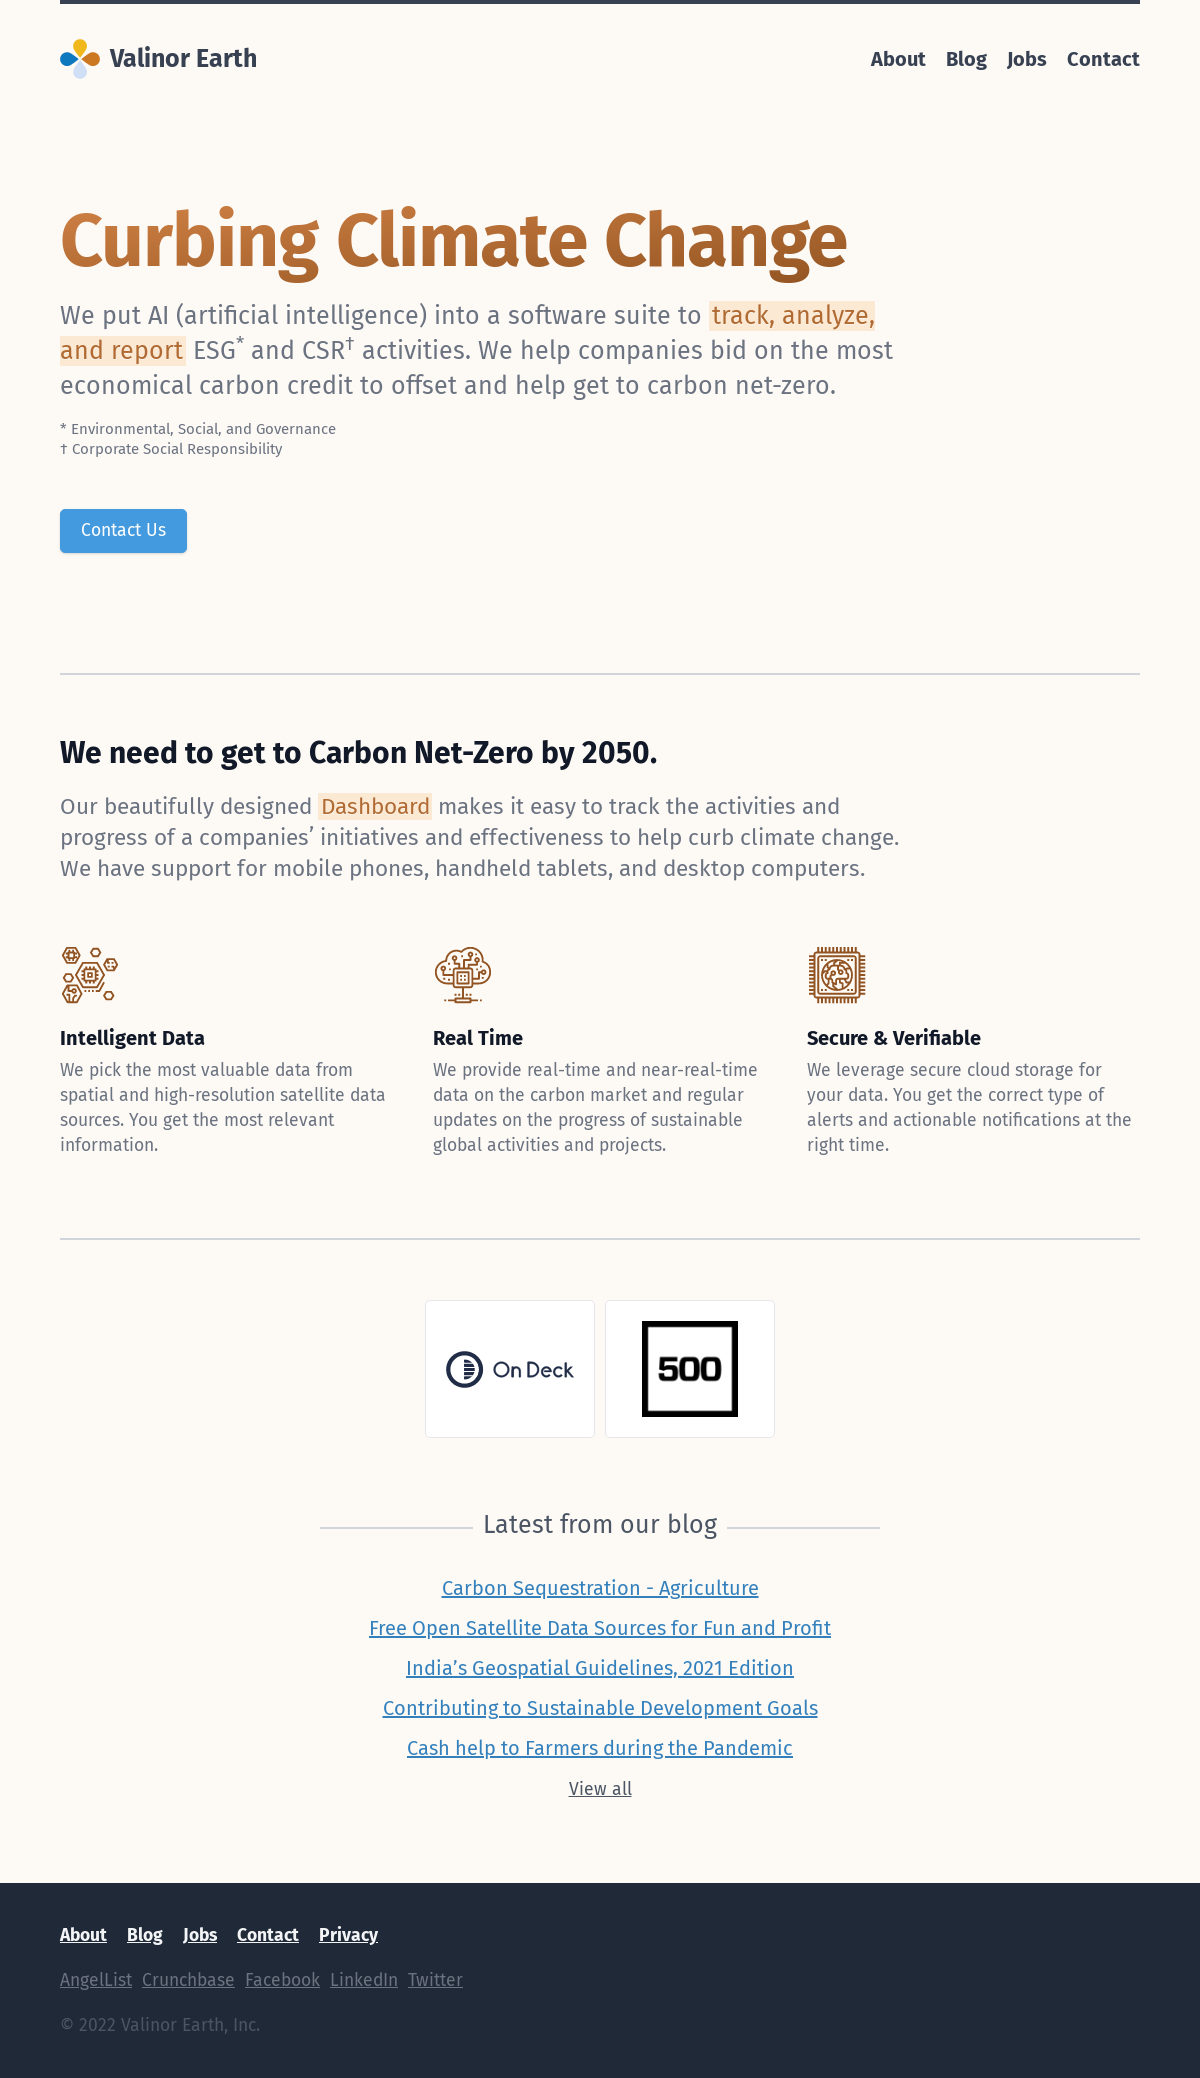 Valinor Earth
About Blog Jobs Contact
Curbing Climate Change
We put AI (artificial intelligence) into a software suite to track, analyze,
and report ESG* and CSR† activities. We help companies bid on the most
economical carbon credit to offset and help get to carbon net-zero.
* Environmental, Social, and Governance
† Corporate Social Responsibility
Contact Us
We need to get to Carbon Net-Zero by 2050.
Our beautifully designed Dashboard makes it easy to track the activities and
progress of a companies’ initiatives and effectiveness to help curb climate change.
We have support for mobile phones, handheld tablets, and desktop computers.
Intelligent Data
We pick the most valuable data from
spatial and high-resolution satellite data
sources. You get the most relevant
information.
Real Time
We provide real-time and near-real-time
data on the carbon market and regular
updates on the progress of sustainable
global activities and projects.
Secure & Verifiable
We leverage secure cloud storage for
your data. You get the correct type of
alerts and actionable notifications at the
right time.
On Deck
500
Latest from our blog
Carbon Sequestration - Agriculture
Free Open Satellite Data Sources for Fun and Profit
India’s Geospatial Guidelines, 2021 Edition
Contributing to Sustainable Development Goals
Cash help to Farmers during the Pandemic
View all
About Blog Jobs Contact Privacy
AngelList Crunchbase Facebook LinkedIn Twitter
© 2022 Valinor Earth, Inc.